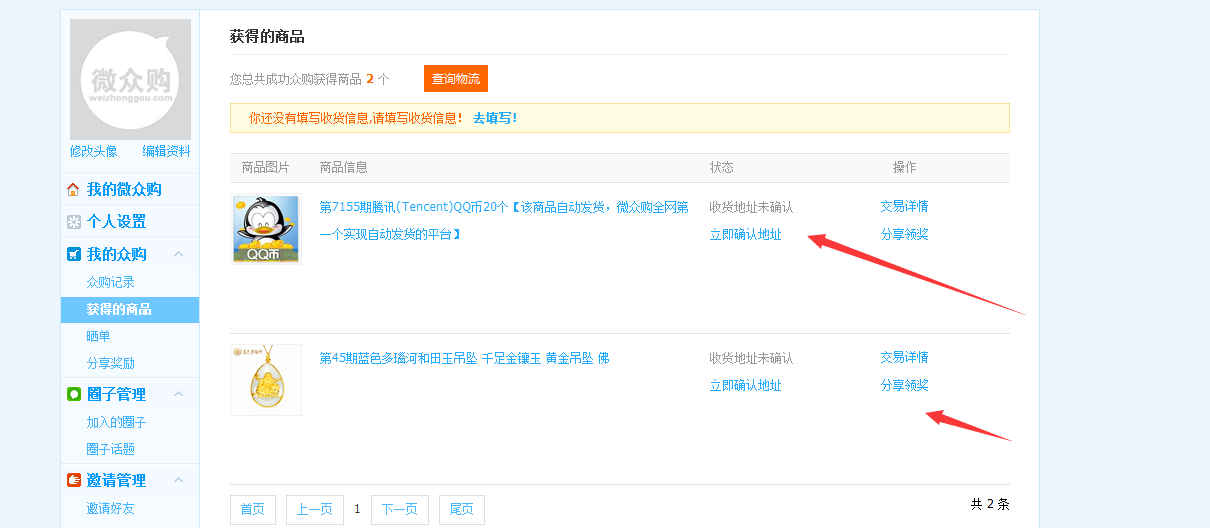 微众购
weizhonggou.com
修改头像 编辑资料
我的微众购
个人设置
我的众购
众购记录
获得的商品
晒单
分享奖励
圈子管理
加入的圈子
圈子话题
邀请管理
邀请好友
获得的商品
您总共成功众购获得商品 2 个 查询物流
你还没有填写收货信息,请填写收货信息! 去填写!
商品图片 商品信息 状态 操作
QQ币
第7155期腾讯(Tencent)QQ币20个【该商品自动发货，微众购全网第
一个实现自动发货的平台】
收货地址未确认
立即确认地址
交易详情
分享领奖
第45期蓝色多瑙河和田玉吊坠 千足金镶玉 黄金吊坠 佛
收货地址未确认
立即确认地址
交易详情
分享领奖
首页 上一页 1 下一页 尾页 共 2 条